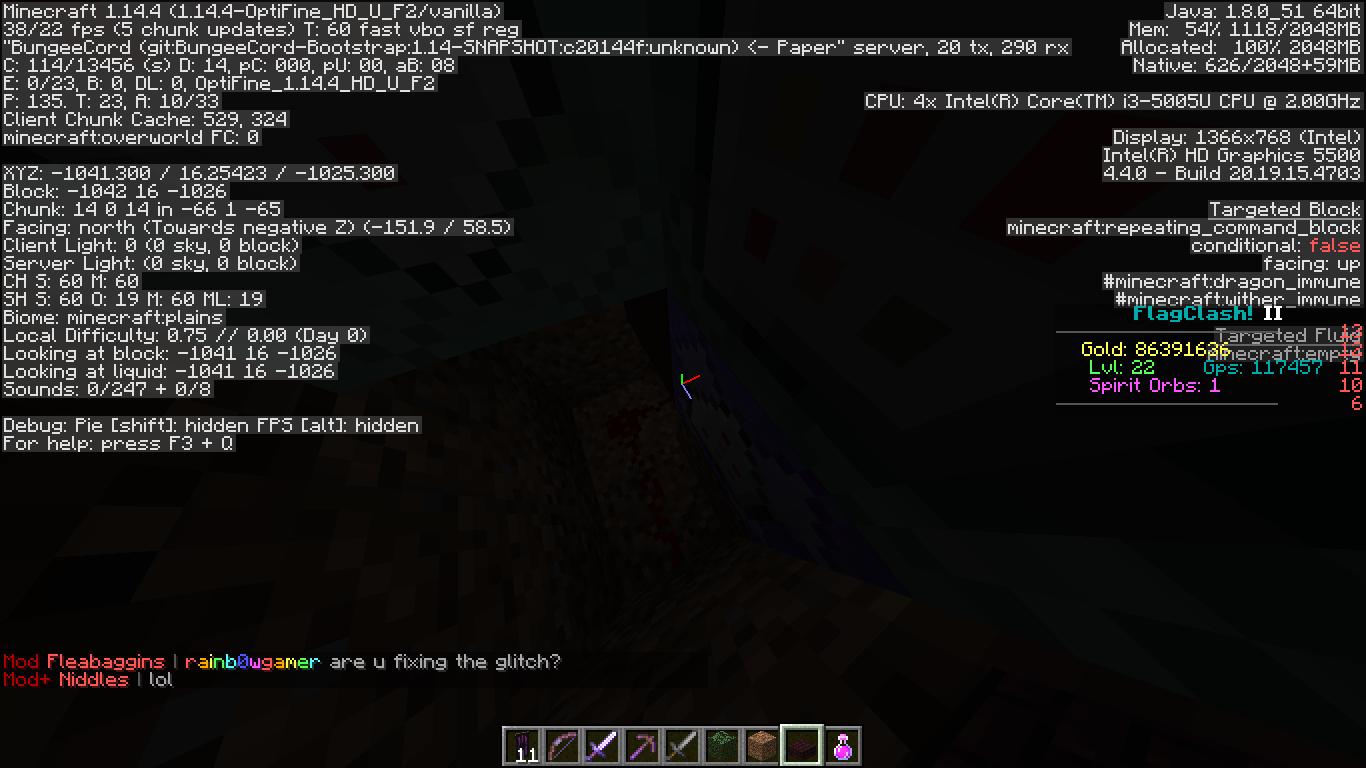 Minecraft 1.14.4 (1.14.4-OptiFine_HD_U_F2/vanilla)
38/22 fps (5 chunk updates) T: 60 fast vbo sf reg
"BungeeCord (git:BungeeCord-Bootstrap:1.14-SNAPSHOT:c20144f:unknown) <- Paper" server, 20 tx, 290 rx
C: 114/13456 (s) D: 14, pC: 000, pU: 00, aB: 08
E: 0/23, B: 0, DL: 0, OptiFine_1.14.4_HD_U_F2
P: 135. T: 23, A: 10/33
Client Chunk Cache: 529, 324
minecraft:overworld FC: 0
XYZ: -1041.300 / 16.25423 / -1025.300
Block: -1042 16 -1026
Chunk: 14 0 14 in -66 1 -65
Facing: north (Towards negative Z) (-151.9 / 58.5)
Client Light: 0 (0 sky, 0 block)
Server Light: (0 sky, 0 block)
CH S: 60 M: 60
SH S: 60 O: 19 M: 60 ML: 19
Biome: minecraft:plains
Local Difficulty: 0.75 // 0.00 (Day 0)
Looking at block: -1041 16 -1026
Looking at liquid: -1041 16 -1026
Sounds: 0/247 + 0/8
Debug: Pie [shift]: hidden FPS [alt]: hidden
For help: press F3 + Q
Java: 1.8.0_51 64bit
Mem: 54% 1118/2048MB
Allocated: 100% 2048MB
Native: 626/2048+59MB
CPU: 4x Intel(R) Core(TM) i3-5005U CPU @ 2.00GHz
Display: 1366x768 (Intel)
Intel(R) HD Graphics 5500
4.4.0 - Build 20.19.15.4703
Targeted Block
minecraft:repeating_command_block
conditional: false
facing: up
#minecraft:dragon_immune
#minecraft:wither_immune
FlagClash! II
Targeted
Gold: 86391636
Lvl: 22 Gps: 117457 11
Spirit Orbs: 1 10
6
Mod Fleabaggins | rainb0wgamer are u fixing the glitch?
Mod+ Niddles | lol
11